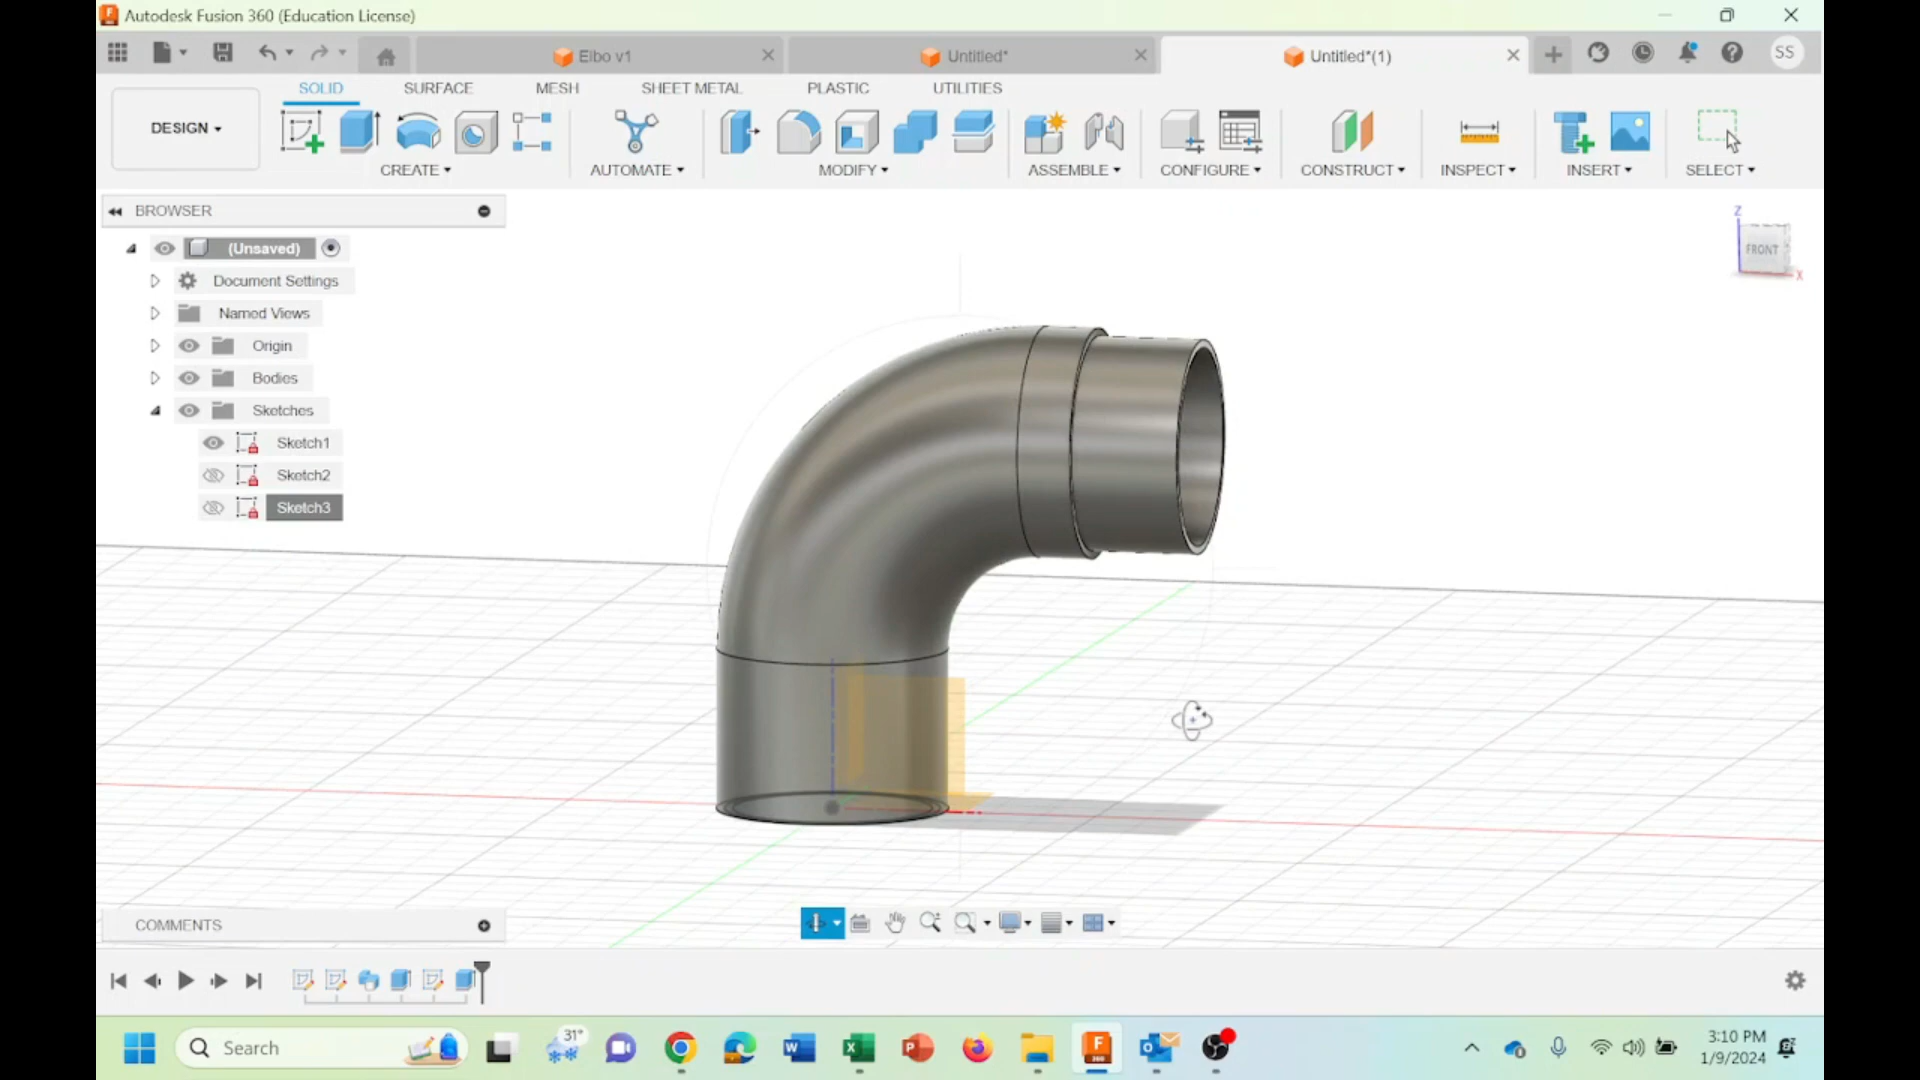 Autodesk Fusion 360 (Education License)
Elbo v1
Untitled*
Untitled*(1)
SS
SOLID
SURFACE
MESH
SHEET METAL
PLASTIC
UTILITIES
DESIGN
CREATE
AUTOMATE
MODIFY
ASSEMBLE
CONFIGURE
CONSTRUCT
INSPECT
INSERT
SELECT
BROWSER
(Unsaved)
Document Settings
Named Views
Origin
Bodies
Sketches
Sketch1
Sketch2
Sketch3
Z
FRONT
X
COMMENTS
Search
31°
3:10 PM
1/9/2024